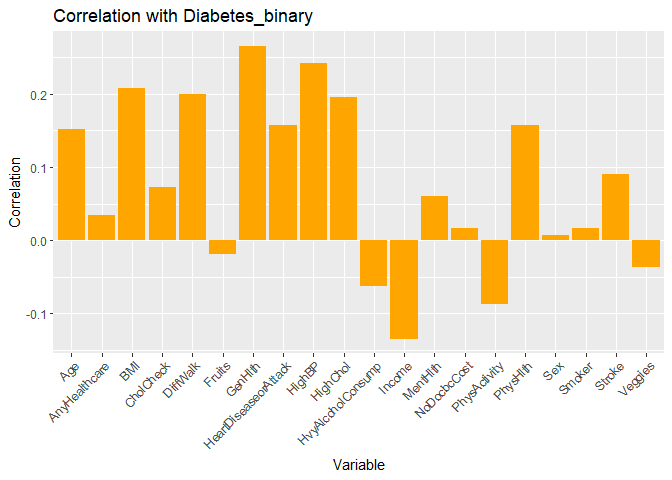 Correlation with Diabetes_binary
Correlation
0.2
0.1
0.0
-0.1
Age
AnyHealthcare
BMI
CholCheck
DiffWalk
Fruits
GenHlth
HeartDiseaseorAttack
HighBP
HighChol
HvyAlcoholConsump
Income
MentHlth
NoDocbcCost
PhysActivity
PhysHlth
Sex
Smoker
Stroke
Veggies
Variable